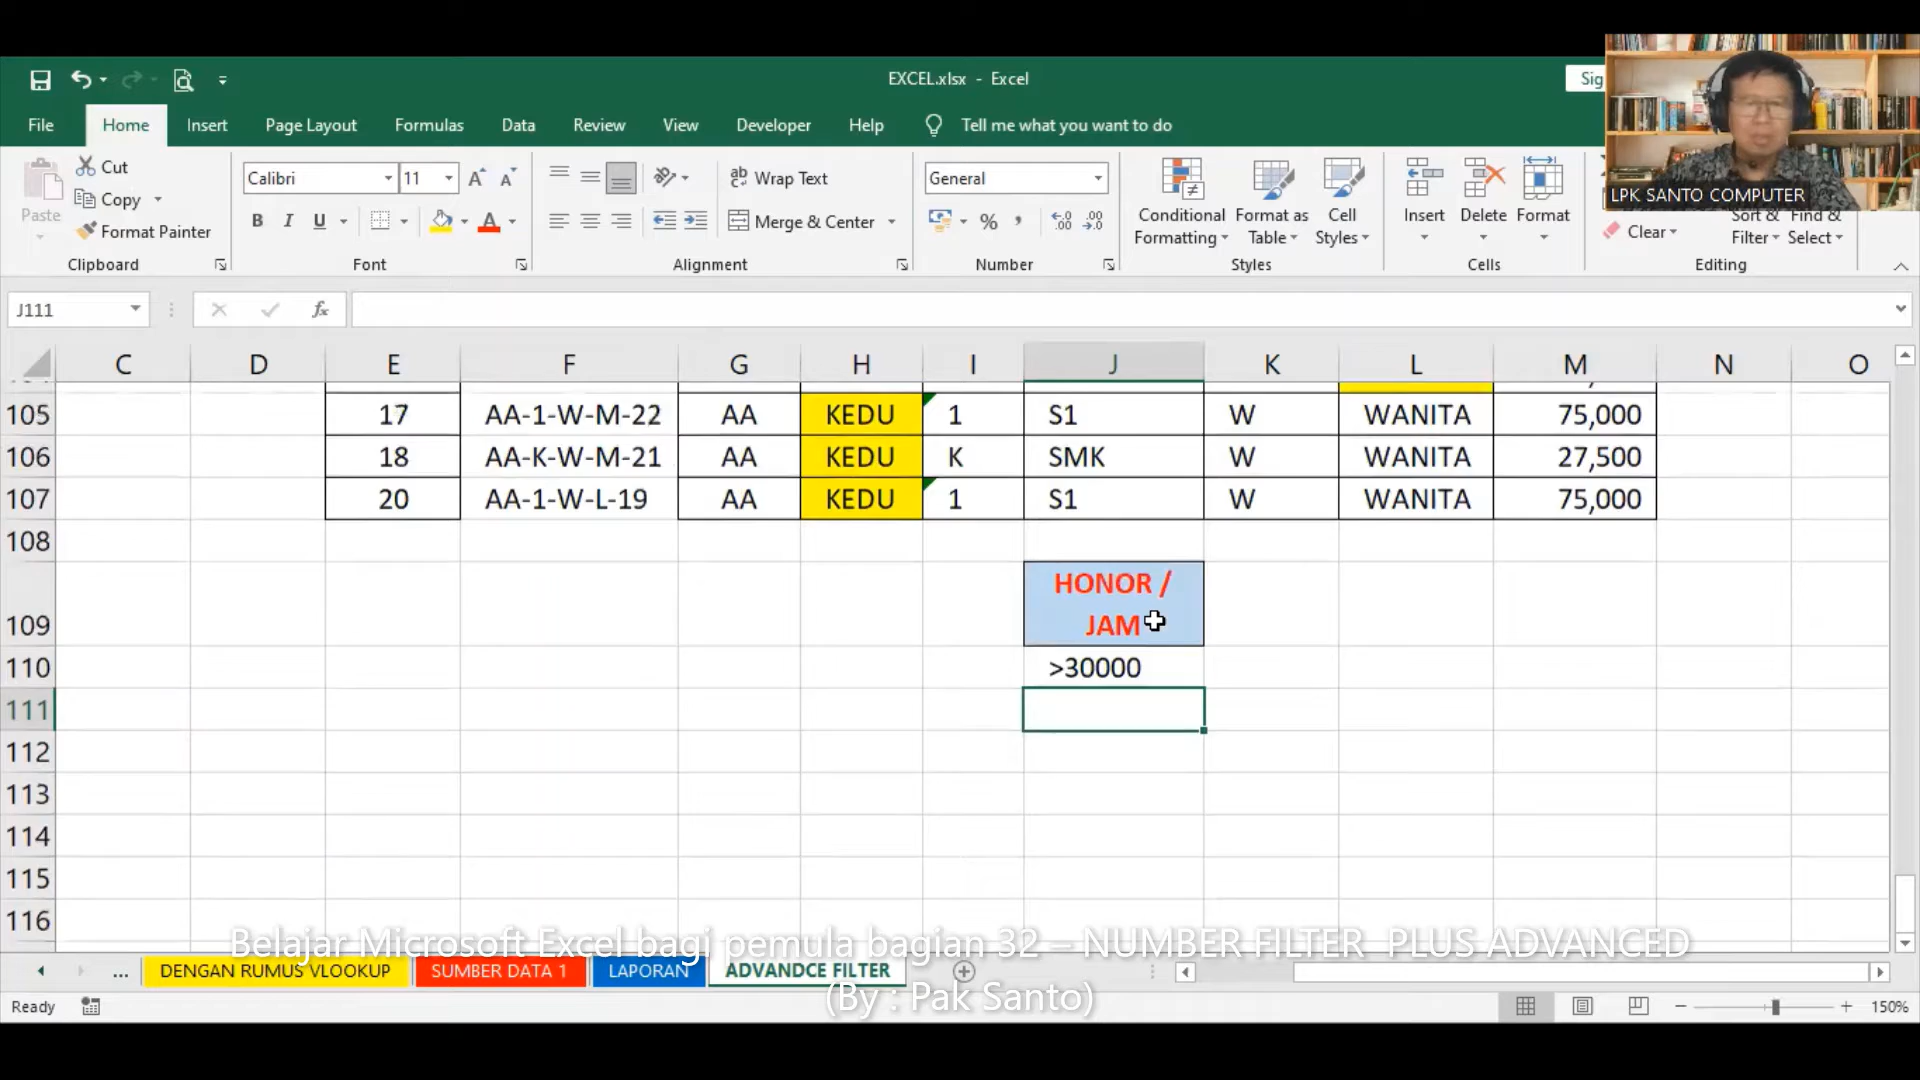 EXCEL.xlsx - Excel
Sig
File Home Insert Page Layout Formulas Data Review View Developer Help Tell me what you want to do
LPK SANTO COMPUTER
Paste
Cut
Copy
Format Painter
Clipboard
Calibri 11
B I U
Font
Wrap Text
Merge & Center
Alignment
General
%
Number
Conditional Formatting
Format as Table
Cell Styles
Styles
Insert Delete Format
Cells
Clear
Sort & Filter
Find & Select
Editing
J111 fx
C D E F G H I J K L M N O
105 17 AA-1-W-M-22 AA KEDU 1 S1 W WANITA 75,000
106 18 AA-K-W-M-21 AA KEDU K SMK W WANITA 27,500
107 20 AA-1-W-L-19 AA KEDU 1 S1 W WANITA 75,000
108
HONOR /
109 JAM
110 >30000
111
112
113
114
115
116
Belajar Microsoft Excel bagi pemula bagian 32 – NUMBER FILTER PLUS ADVANCED
(By : Pak Santo)
... DENGAN RUMUS VLOOKUP SUMBER DATA 1 LAPORAN ADVANDCE FILTER
Ready 150%